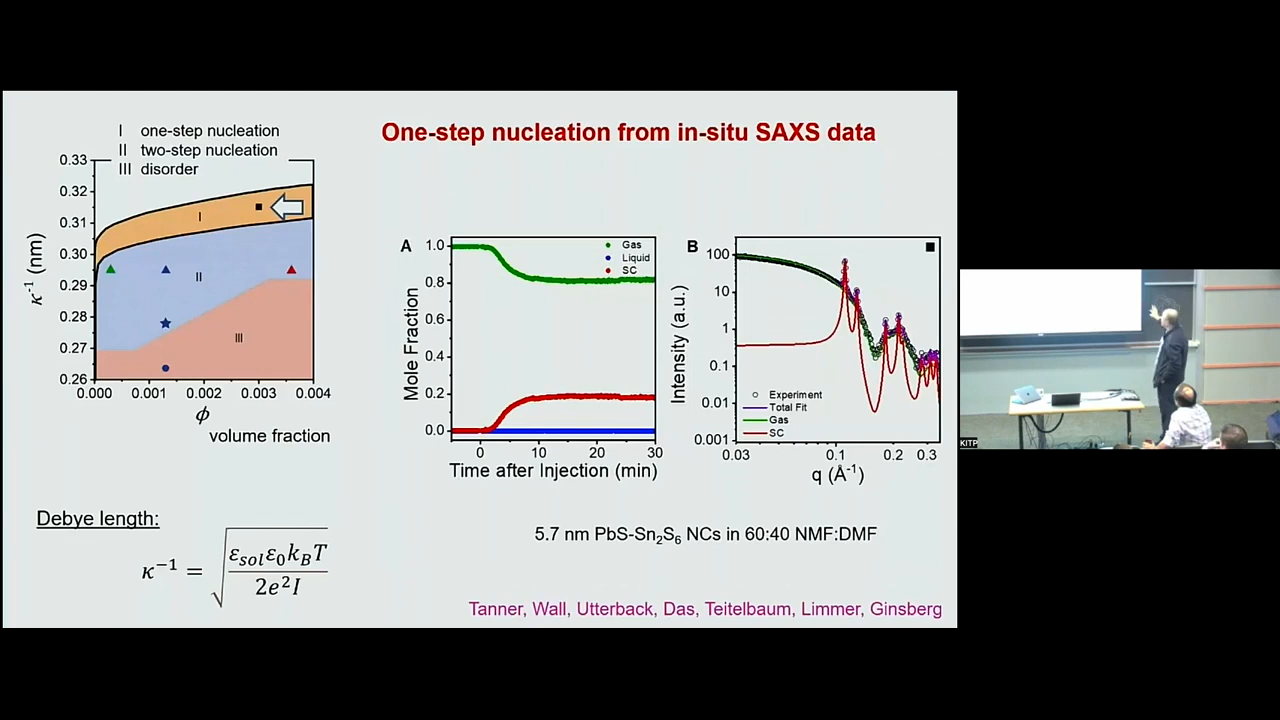 One-step nucleation from in-situ SAXS data
I one-step nucleation
II two-step nucleation
III disorder
0.33
0.32
0.31
0.30
0.29
0.28
0.27
0.26
κ⁻¹ (nm)
I
II
III
0.000 0.001 0.002 0.003 0.004
ϕ
volume fraction
Debye length:
κ⁻¹ = √(ε_sol ε₀ k_B T / 2e²I)
A
Gas
Liquid
SC
1.0
0.8
0.6
0.4
0.2
0.0
Mole Fraction
0 10 20 30
Time after Injection (min)
B
100
10
1
0.1
0.01
0.001
Intensity (a.u.)
Experiment
Total Fit
Gas
SC
0.03 0.1 0.2 0.3
q (Å⁻¹)
5.7 nm PbS-Sn₂S₆ NCs in 60:40 NMF:DMF
Tanner, Wall, Utterback, Das, Teitelbaum, Limmer, Ginsberg
KITP